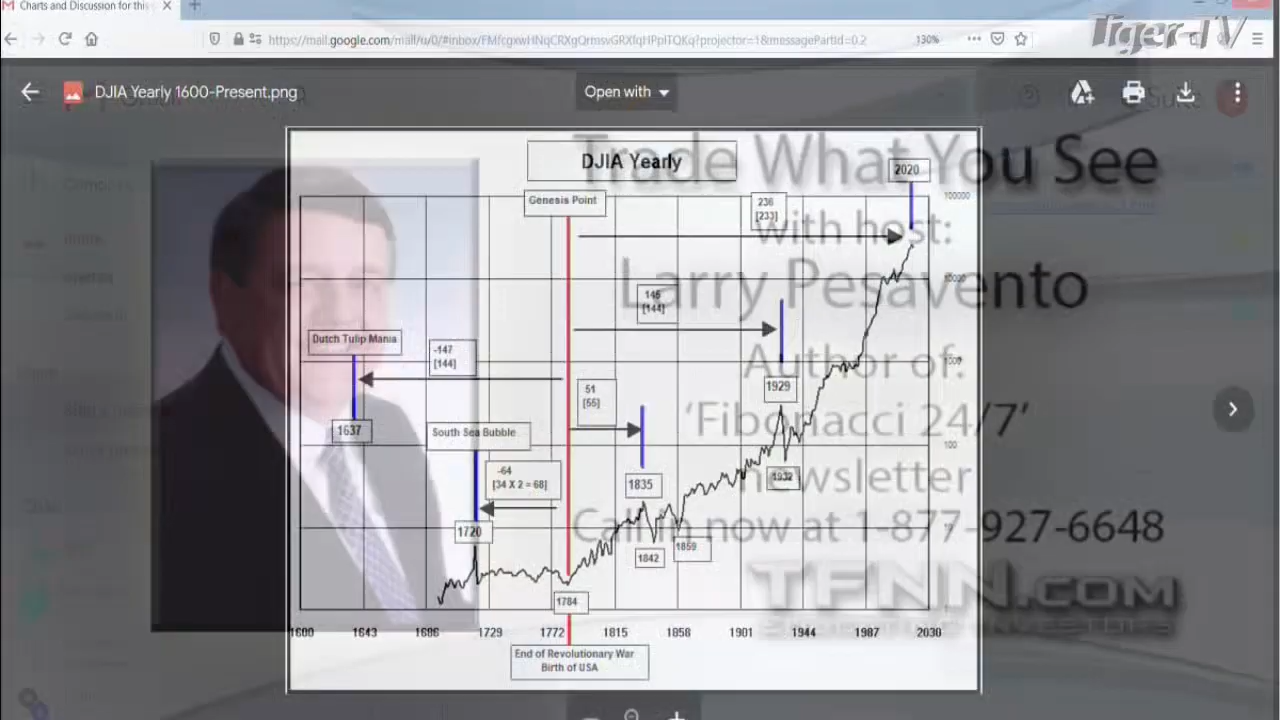 Charts and Discussion for this
Tiger-TV
https://mail.google.com/mail/u/0/#inbox/FMfcgxwHNqCRXgQrmswGRXfqHPplTQKq?projector=1&messagePartId=0.2
130%
DJIA Yearly 1600-Present.png
Open with
DJIA Yearly
Trade What You See
with host:
Larry Pesavento
Author of:
'Fibonacci 24/7'
newsletter
Call in now at 1-877-927-6648
TFNN.com
2020
Genesis Point
236
[233]
100000
10000
145
[144]
Dutch Tulip Mania
-147
[144]
1000
51
[55]
1929
1637
South Sea Bubble
100
-64
[34 X 2 = 68]
1835
1932
1720
1842
1859
1784
1600
1643
1686
1729
1772
1815
1858
1901
1944
1987
2030
End of Revolutionary War
Birth of USA